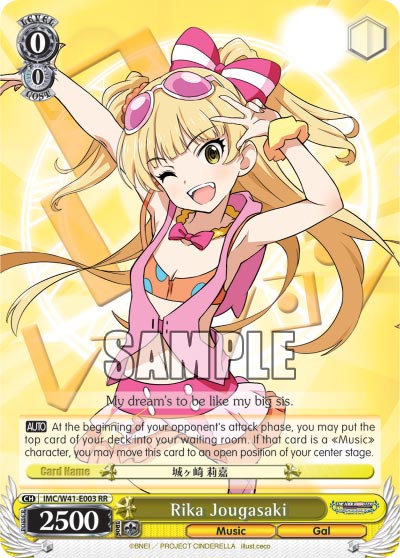 LEVEL
0
0
COST
SAMPLE
My dream's to be like my big sis.
AUTO At the beginning of your opponent's attack phase, you may put the
top card of your deck into your waiting room. If that card is a «Music»
character, you may move this card to an open position of your center stage.
Card Name 城ヶ崎 莉嘉
CD IMC/W41-E003 RR
2500
Rika Jougasaki
Music Gal
©BNEI / PROJECT CINDERELLA illust.ceco